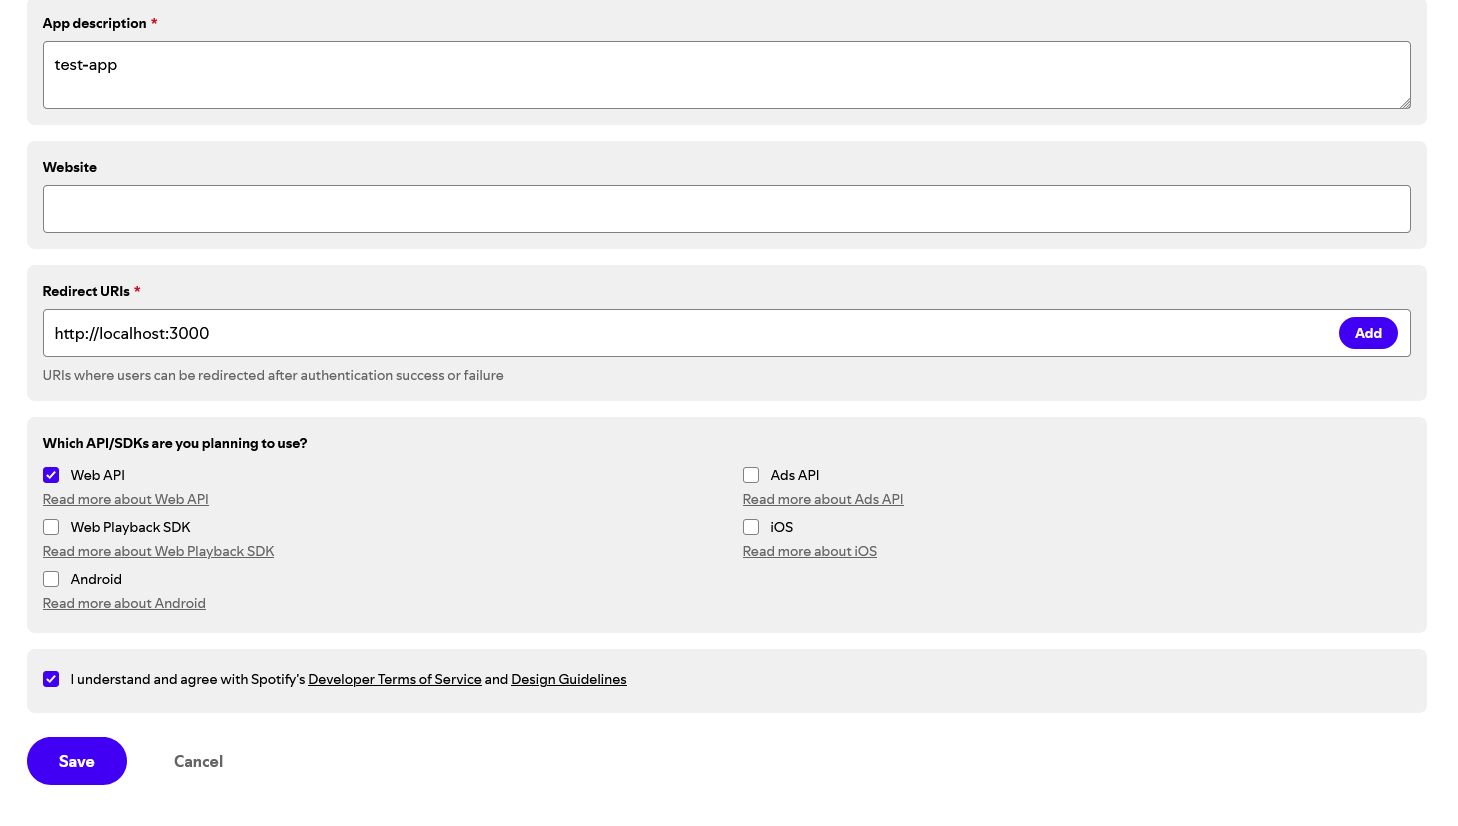 App description *
test-app
Website
Redirect URIs *
http://localhost:3000
Add
URIs where users can be redirected after authentication success or failure
Which API/SDKs are you planning to use?
Web API
Read more about Web API
Ads API
Read more about Ads API
Web Playback SDK
Read more about Web Playback SDK
iOS
Read more about iOS
Android
Read more about Android
I understand and agree with Spotify's Developer Terms of Service and Design Guidelines
Save
Cancel